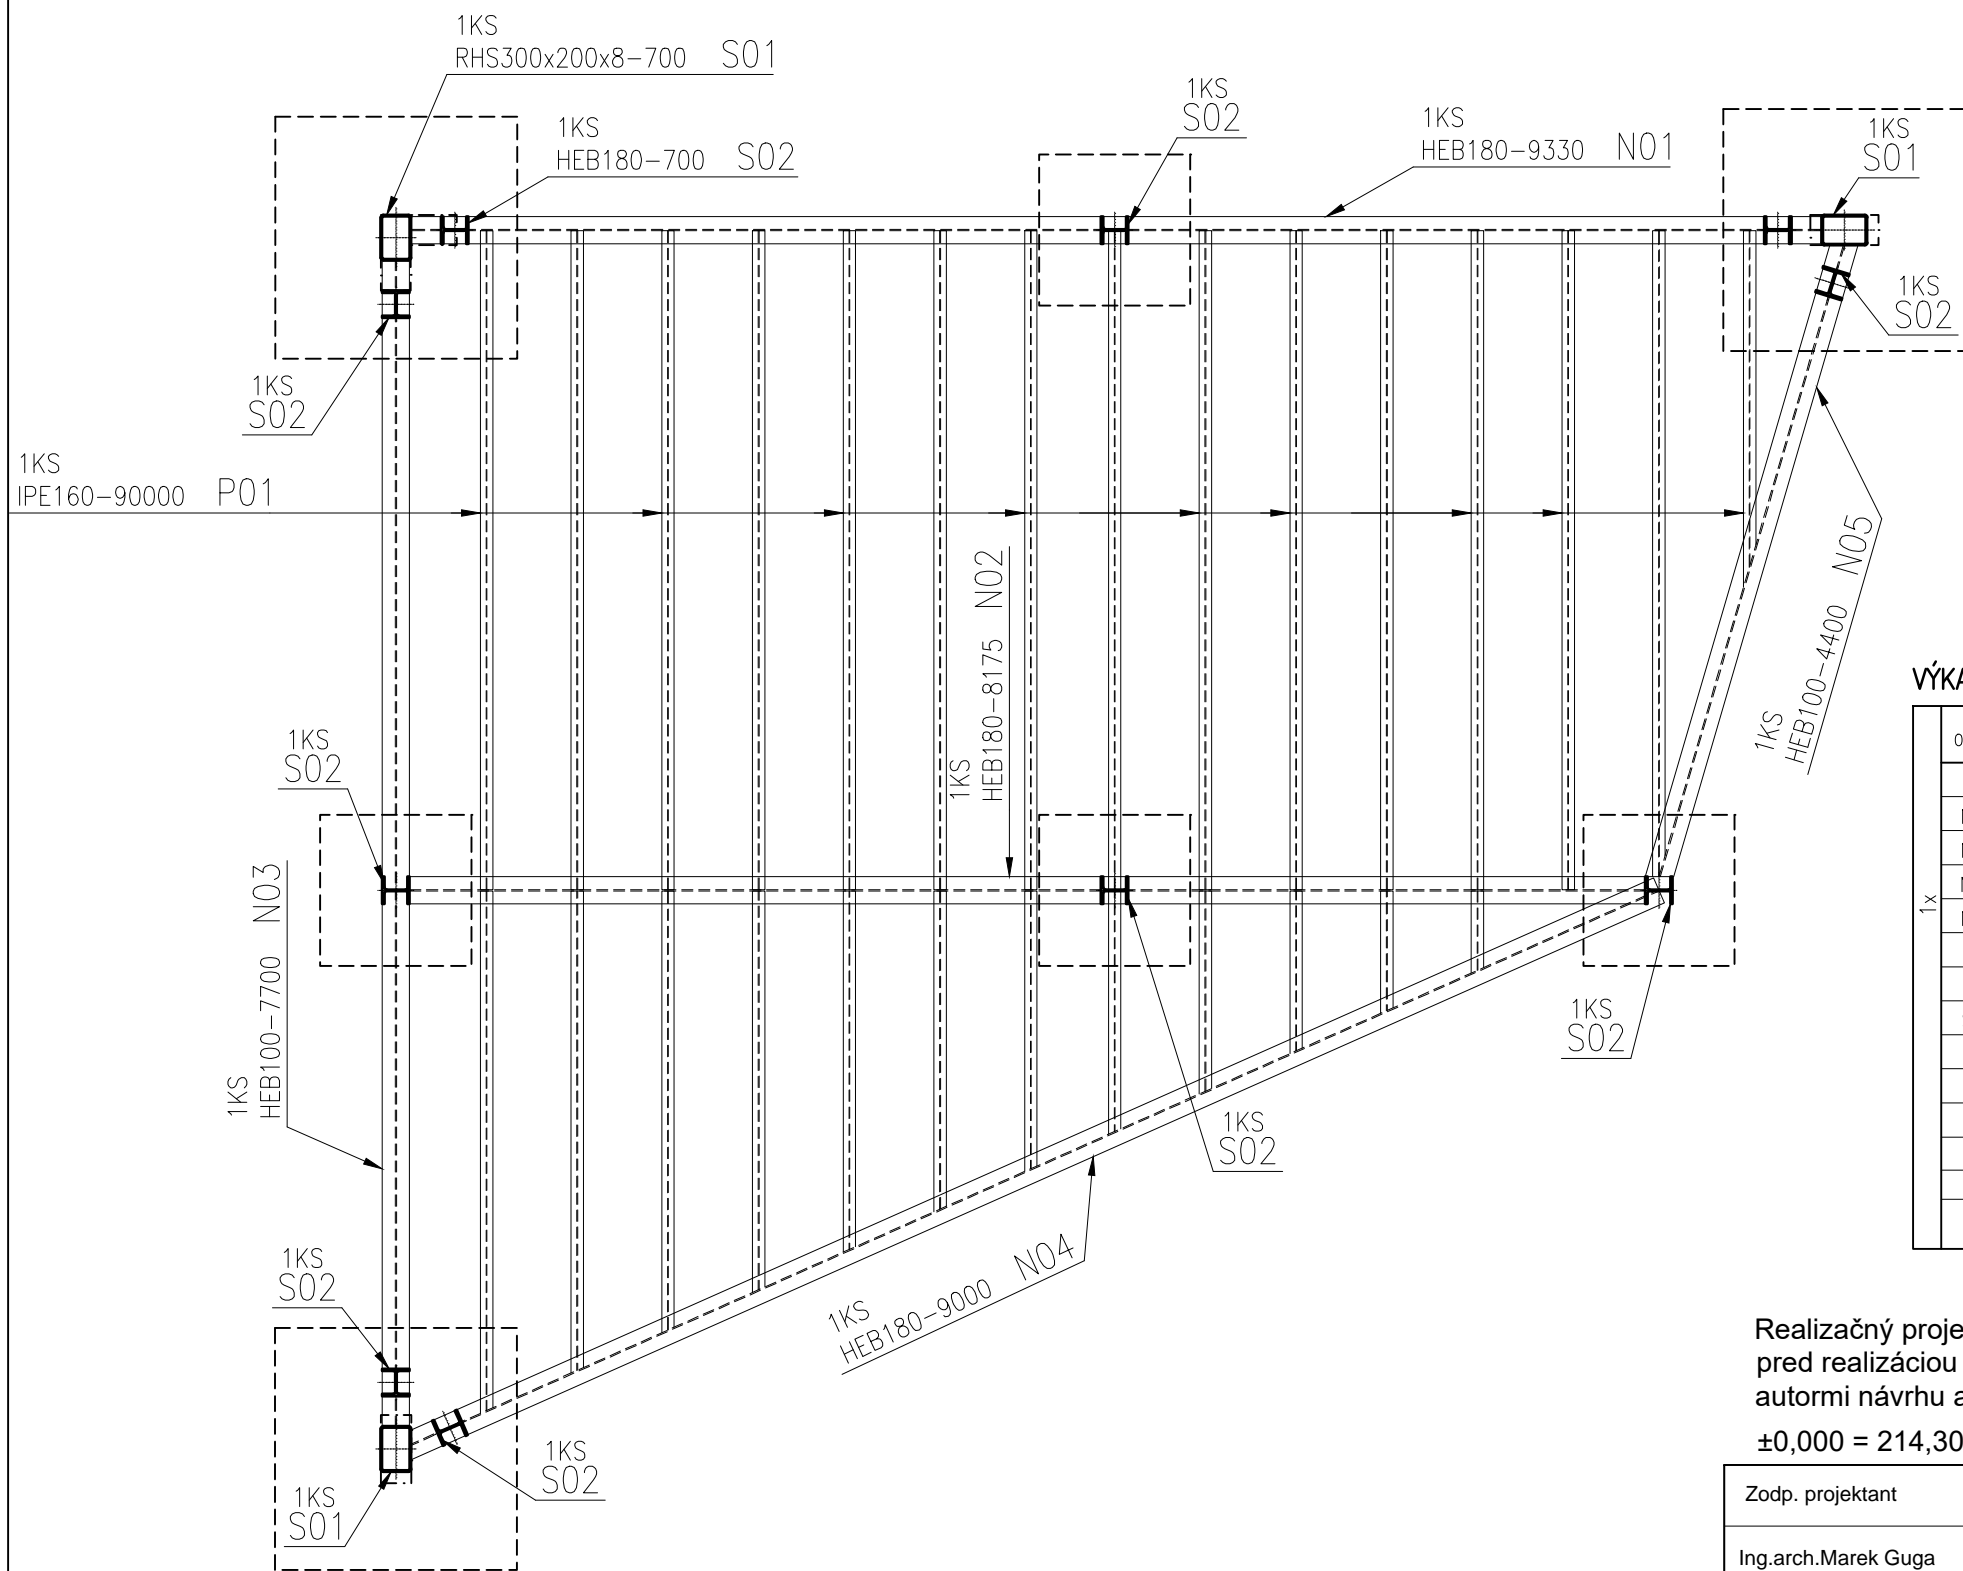 1KS
RHS300x200x8-700 S01
1KS
HEB180-700 S02
1KS
S02
1KS
HEB180-9330 N01
1KS
S01
1KS
S02
1KS
S02
1KS
IPE160-90000 P01
1KS
HEB180-8175 N02
1KS
HEB100-4400 N05
1KS
S02
1KS
HEB100-7700 N03
1KS
S02
1KS
S02
1KS
HEB180-9000 N04
1KS
S02
1KS
S02
1KS
S01
1x
Realizačný proje
pred realizáciou
autormi návrhu a
±0,000 = 214,30
Zodp. projektant
Ing.arch.Marek Guga